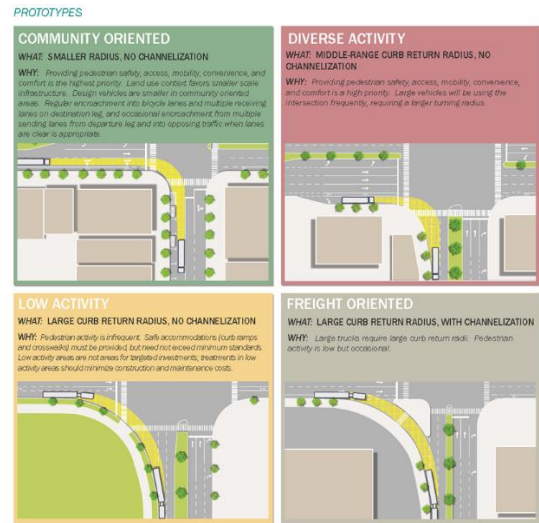 PROTOTYPES
COMMUNITY ORIENTED
WHAT: SMALLER RADIUS, NO CHANNELIZATION
WHY: Providing pedestrian safety, access, mobility, convenience, and
comfort is the highest priority. Land use context favors smaller scale
infrastructure. Design vehicles are smaller in community oriented
areas. Regular encroachment into bicycle lanes and multiple receiving
lanes on destination leg, and occasional encroachment from multiple
sending lanes from departure leg and into opposing traffic when lanes
are clear is appropriate.
DIVERSE ACTIVITY
WHAT: MIDDLE-RANGE CURB RETURN RADIUS, NO
CHANNELIZATION
WHY: Providing pedestrian safety, access, mobility, convenience,
and comfort is a high priority. Large vehicles will be using the
intersection frequently, requiring a larger turning radius.
LOW ACTIVITY
WHAT: LARGE CURB RETURN RADIUS, NO CHANNELIZATION
WHY: Pedestrian activity is infrequent. Safe accommodations (curb ramps
and crosswalks) must be provided, but need not exceed minimum standards.
Low activity areas are not areas for targeted investments, treatments in low
activity areas should minimize construction and maintenance costs.
FREIGHT ORIENTED
WHAT: LARGE CURB RETURN RADIUS, WITH CHANNELIZATION
WHY: Large trucks require large curb return radii. Pedestrian
activity is low but occasional.